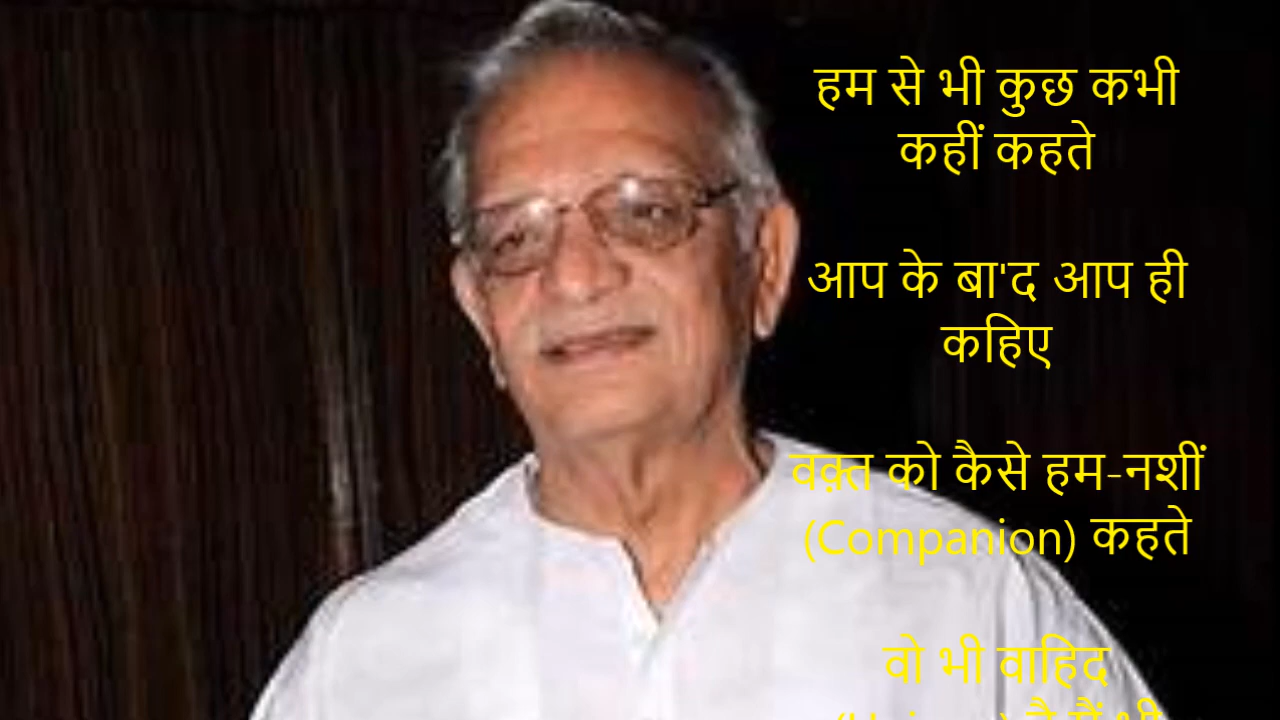 हम से भी कुछ कभी
कहीं कहते
आप के बा'द आप ही
कहिए
वक़्त को कैसे हम-नशीं
(Companion) कहते
वो भी वाहिद
है मैं भी